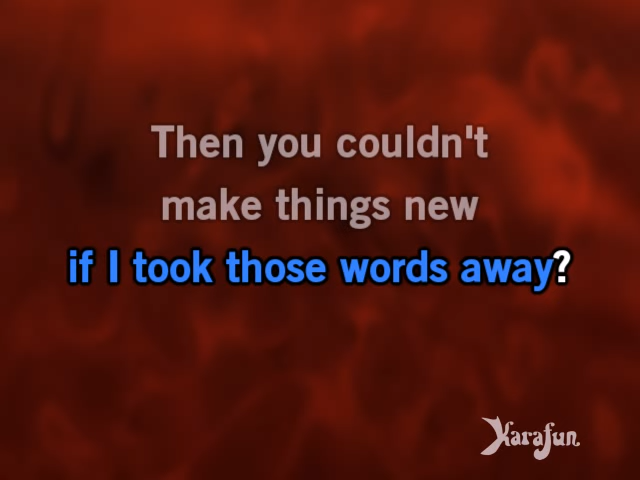 Then you couldn't
make things new
if I took those words away?
Karafun